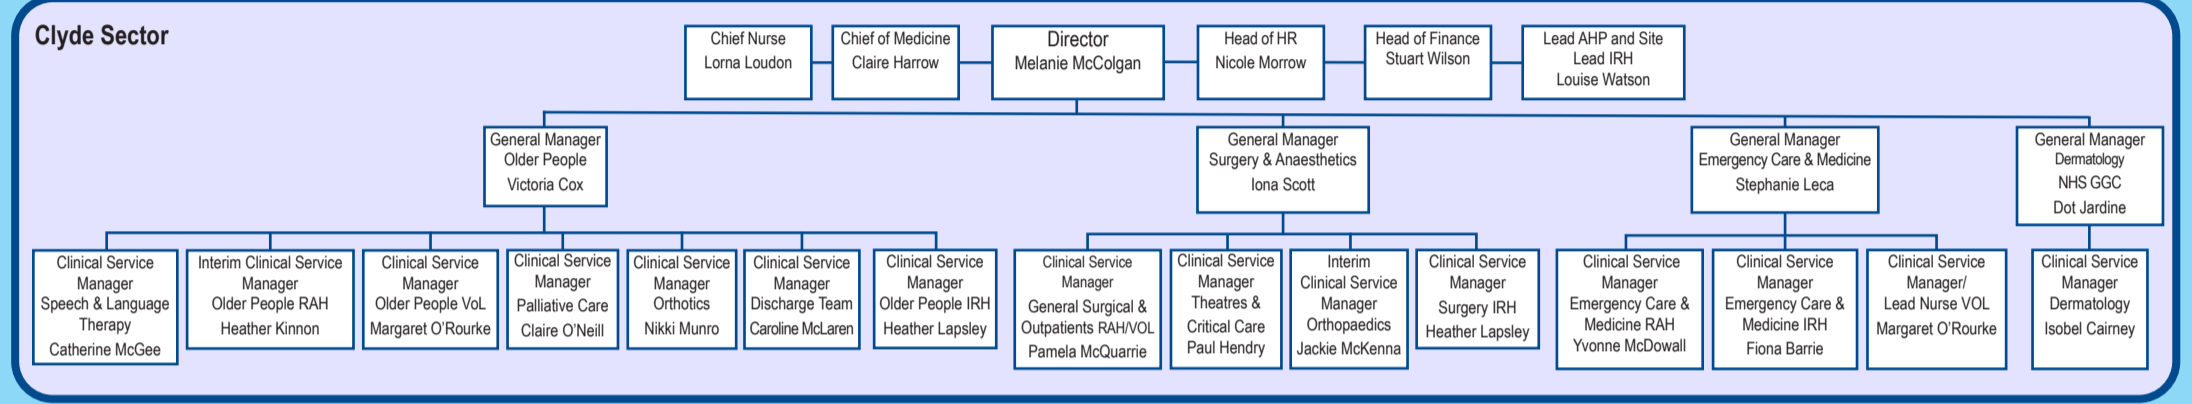 Clyde Sector
Chief Nurse
Lorna Loudon
Chief of Medicine
Claire Harrow
Director
Melanie McColgan
Head of HR
Nicole Morrow
Head of Finance
Stuart Wilson
Lead AHP and Site
Lead IRH
Louise Watson
General Manager
Older People
Victoria Cox
General Manager
Surgery & Anaesthetics
Iona Scott
General Manager
Emergency Care & Medicine
Stephanie Leca
General Manager
Dermatology
NHS GGC
Dot Jardine
Clinical Service
Manager
Speech & Language
Therapy
Catherine McGee
Interim Clinical Service
Manager
Older People RAH
Heather Kinnon
Clinical Service
Manager
Older People VoL
Margaret O'Rourke
Clinical Service
Manager
Palliative Care
Claire O'Neill
Clinical Service
Manager
Orthotics
Nikki Munro
Clinical Service
Manager
Discharge Team
Caroline McLaren
Clinical Service
Manager
Older People IRH
Heather Lapsley
Clinical Service
Manager
General Surgical &
Outpatients RAH/VOL
Pamela McQuarrie
Clinical Service
Manager
Theatres &
Critical Care
Paul Hendry
Interim
Clinical Service
Manager
Orthopaedics
Jackie McKenna
Clinical Service
Manager
Surgery IRH
Heather Lapsley
Clinical Service
Manager
Emergency Care &
Medicine RAH
Yvonne McDowall
Clinical Service
Manager
Emergency Care &
Medicine IRH
Fiona Barrie
Clinical Service
Manager/
Lead Nurse VOL
Margaret O'Rourke
Clinical Service
Manager
Dermatology
Isobel Cairney